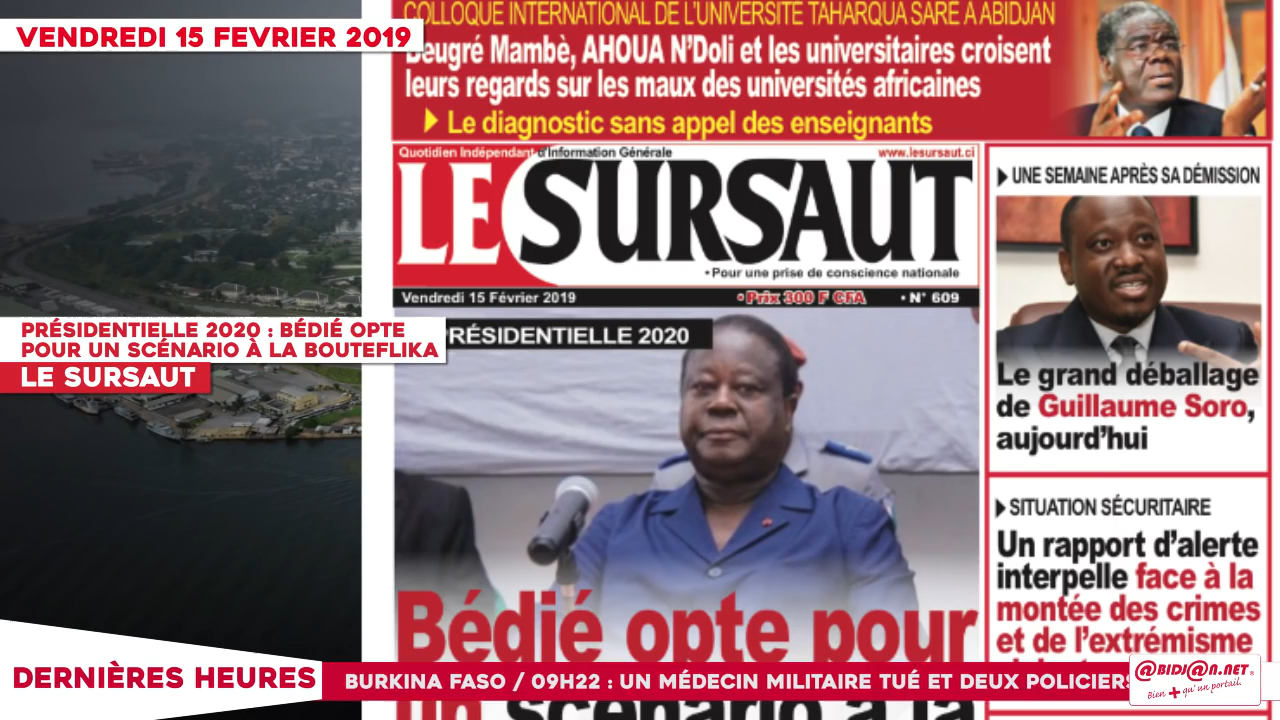 VENDREDI 15 FEVRIER 2019
COLLOQUE INTERNATIONAL DE L'UNIVERSITE TAHARQUA SARE A ABIDJAN
Beugré Mambè, AHOUA N'Doli et les universitaires croisent
leurs regards sur les maux des universités africaines
Le diagnostic sans appel des enseignants
Quotidien Indépendant d'Information Générale
www.lesursaut.ci
LE SURSAUT
• Pour une prise de conscience nationale
Vendredi 15 Février 2019 • Prix 300 F CFA • N° 609
PRÉSIDENTIELLE 2020 : BÉDIÉ OPTE
POUR UN SCÉNARIO À LA BOUTEFLIKA
LE SURSAUT
PRÉSIDENTIELLE 2020
Bédié opte pour
un scénario à la
UNE SEMAINE APRÈS SA DÉMISSION
Le grand déballage
de Guillaume Soro,
aujourd'hui
SITUATION SÉCURITAIRE
Un rapport d'alerte
interpelle face à la
montée des crimes
et de l'extrémisme
DERNIÈRES HEURES
BURKINA FASO / 09H22 : UN MÉDECIN MILITAIRE TUÉ ET DEUX POLICIERS
@BIDJ@N.NET
Bien + qu'un portail.